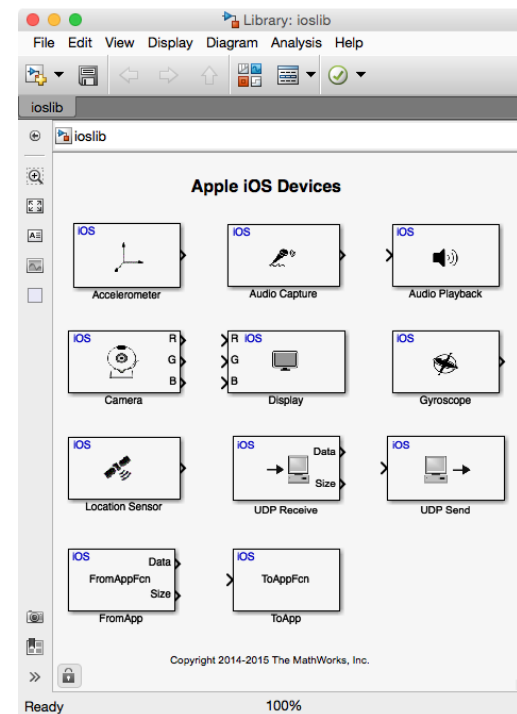 Library: ioslib
File Edit View Display Diagram Analysis Help
ioslib
ioslib
Apple iOS Devices
iOS iOS iOS
Accelerometer Audio Capture Audio Playback
iOS R R iOS iOS
G G
B B
Camera Display Gyroscope
iOS iOS Data iOS
Size
Location Sensor UDP Receive UDP Send
iOS Data iOS
FromAppFcn ToAppFcn
Size
FromApp ToApp
Copyright 2014-2015 The MathWorks, Inc.
Ready 100%